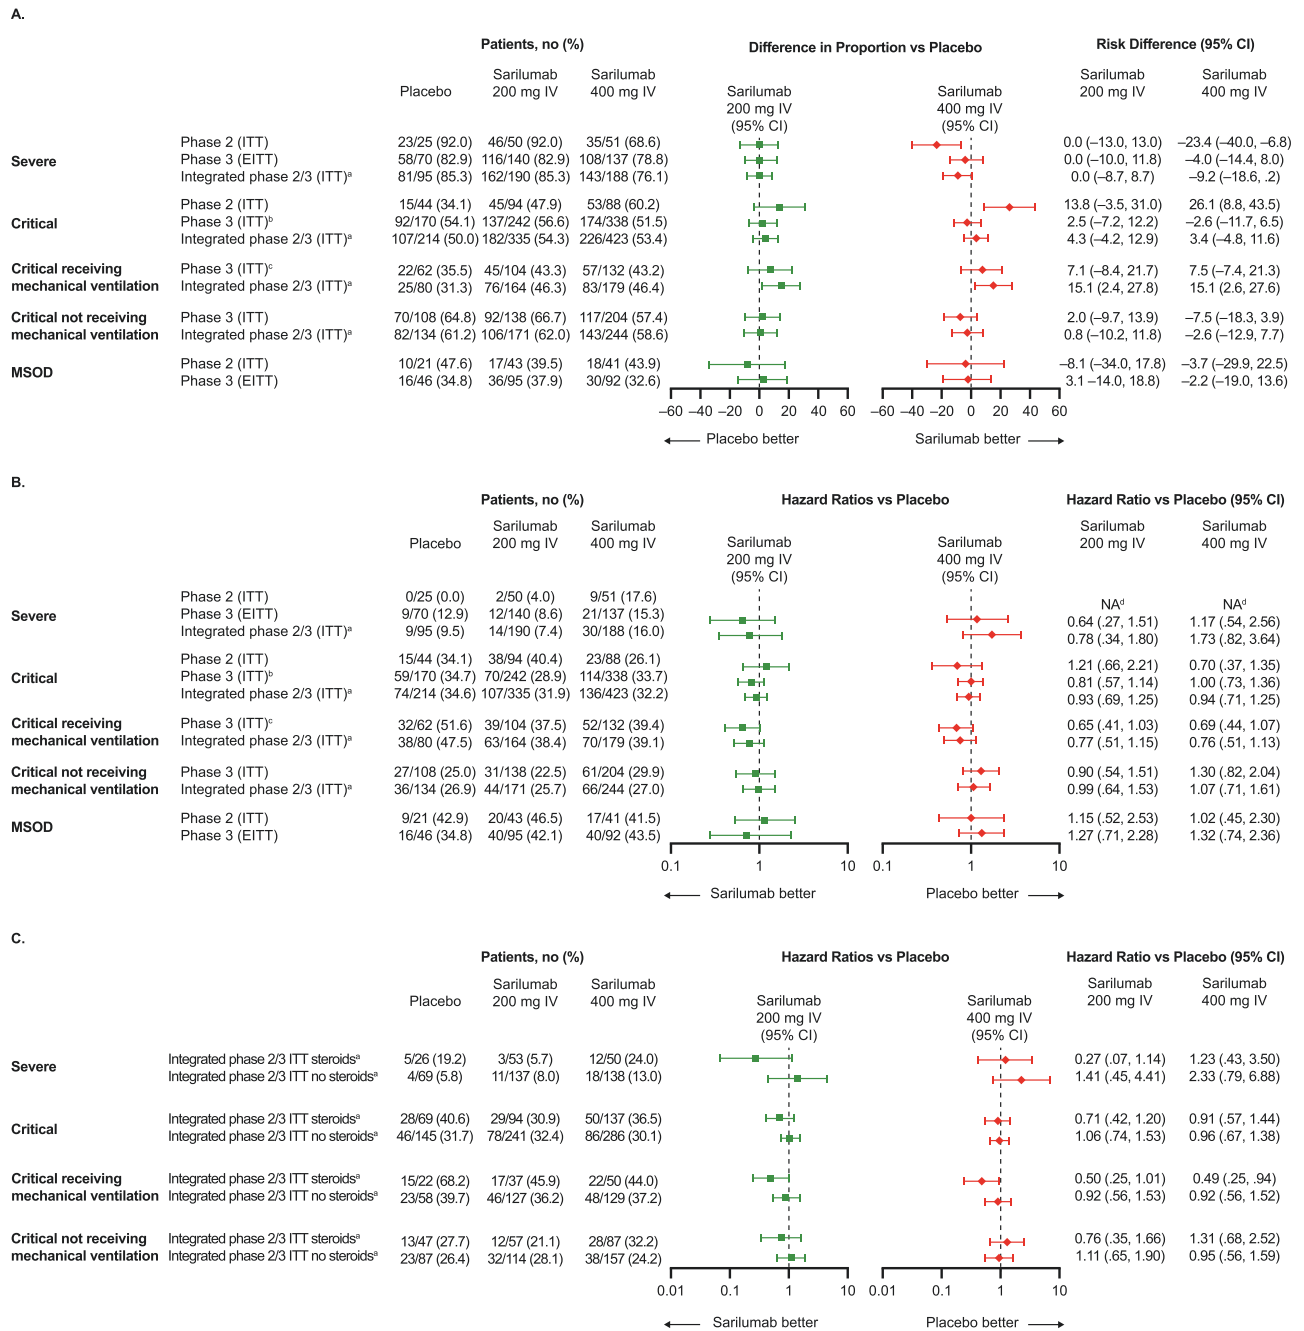 A.
Patients, no (%) Difference in Proportion vs Placebo Risk Difference (95% CI)
Placebo Sarilumab 200 mg IV Sarilumab 400 mg IV Sarilumab 200 mg IV (95% CI) Sarilumab 400 mg IV (95% CI) Sarilumab 200 mg IV Sarilumab 400 mg IV
Severe
Phase 2 (ITT) 23/25 (92.0) 46/50 (92.0) 35/51 (68.6) 0.0 (–13.0, 13.0) –23.4 (–40.0, –6.8)
Phase 3 (EITT) 58/70 (82.9) 116/140 (82.9) 108/137 (78.8) 0.0 (–10.0, 11.8) –4.0 (–14.4, 8.0)
Integrated phase 2/3 (ITT)a 81/95 (85.3) 162/190 (85.3) 143/188 (76.1) 0.0 (–8.7, 8.7) –9.2 (–18.6, .2)
Critical
Phase 2 (ITT) 15/44 (34.1) 45/94 (47.9) 53/88 (60.2) 13.8 (–3.5, 31.0) 26.1 (8.8, 43.5)
Phase 3 (ITT)b 92/170 (54.1) 137/242 (56.6) 174/338 (51.5) 2.5 (–7.2, 12.2) –2.6 (–11.7, 6.5)
Integrated phase 2/3 (ITT)a 107/214 (50.0) 182/335 (54.3) 226/423 (53.4) 4.3 (–4.2, 12.9) 3.4 (–4.8, 11.6)
Critical receiving mechanical ventilation
Phase 3 (ITT)c 22/62 (35.5) 45/104 (43.3) 57/132 (43.2) 7.1 (–8.4, 21.7) 7.5 (–7.4, 21.3)
Integrated phase 2/3 (ITT)a 25/80 (31.3) 76/164 (46.3) 83/179 (46.4) 15.1 (2.4, 27.8) 15.1 (2.6, 27.6)
Critical not receiving mechanical ventilation
Phase 3 (ITT) 70/108 (64.8) 92/138 (66.7) 117/204 (57.4) 2.0 (–9.7, 13.9) –7.5 (–18.3, 3.9)
Integrated phase 2/3 (ITT)a 82/134 (61.2) 106/171 (62.0) 143/244 (58.6) 0.8 (–10.2, 11.8) –2.6 (–12.9, 7.7)
MSOD
Phase 2 (ITT) 10/21 (47.6) 17/43 (39.5) 18/41 (43.9) –8.1 (–34.0, 17.8) –3.7 (–29.9, 22.5)
Phase 3 (EITT) 16/46 (34.8) 36/95 (37.9) 30/92 (32.6) 3.1 –14.0, 18.8) –2.2 (–19.0, 13.6)
–60 –40 –20 0 20 40 60 –60 –40 –20 0 20 40 60
Placebo better Sarilumab better
B.
Patients, no (%) Hazard Ratios vs Placebo Hazard Ratio vs Placebo (95% CI)
Placebo Sarilumab 200 mg IV Sarilumab 400 mg IV Sarilumab 200 mg IV (95% CI) Sarilumab 400 mg IV (95% CI) Sarilumab 200 mg IV Sarilumab 400 mg IV
Severe
Phase 2 (ITT) 0/25 (0.0) 2/50 (4.0) 9/51 (17.6) NAd NAd
Phase 3 (EITT) 9/70 (12.9) 12/140 (8.6) 21/137 (15.3) 0.64 (.27, 1.51) 1.17 (.54, 2.56)
Integrated phase 2/3 (ITT)a 9/95 (9.5) 14/190 (7.4) 30/188 (16.0) 0.78 (.34, 1.80) 1.73 (.82, 3.64)
Critical
Phase 2 (ITT) 15/44 (34.1) 38/94 (40.4) 23/88 (26.1) 1.21 (.66, 2.21) 0.70 (.37, 1.35)
Phase 3 (ITT)b 59/170 (34.7) 70/242 (28.9) 114/338 (33.7) 0.81 (.57, 1.14) 1.00 (.73, 1.36)
Integrated phase 2/3 (ITT)a 74/214 (34.6) 107/335 (31.9) 136/423 (32.2) 0.93 (.69, 1.25) 0.94 (.71, 1.25)
Critical receiving mechanical ventilation
Phase 3 (ITT)c 32/62 (51.6) 39/104 (37.5) 52/132 (39.4) 0.65 (.41, 1.03) 0.69 (.44, 1.07)
Integrated phase 2/3 (ITT)a 38/80 (47.5) 63/164 (38.4) 70/179 (39.1) 0.77 (.51, 1.15) 0.76 (.51, 1.13)
Critical not receiving mechanical ventilation
Phase 3 (ITT) 27/108 (25.0) 31/138 (22.5) 61/204 (29.9) 0.90 (.54, 1.51) 1.30 (.82, 2.04)
Integrated phase 2/3 (ITT)a 36/134 (26.9) 44/171 (25.7) 66/244 (27.0) 0.99 (.64, 1.53) 1.07 (.71, 1.61)
MSOD
Phase 2 (ITT) 9/21 (42.9) 20/43 (46.5) 17/41 (41.5) 1.15 (.52, 2.53) 1.02 (.45, 2.30)
Phase 3 (EITT) 16/46 (34.8) 40/95 (42.1) 40/92 (43.5) 1.27 (.71, 2.28) 1.32 (.74, 2.36)
0.1 1 10 0.1 1 10
Sarilumab better Placebo better
C.
Patients, no (%) Hazard Ratios vs Placebo Hazard Ratio vs Placebo (95% CI)
Placebo Sarilumab 200 mg IV Sarilumab 400 mg IV Sarilumab 200 mg IV (95% CI) Sarilumab 400 mg IV (95% CI) Sarilumab 200 mg IV Sarilumab 400 mg IV
Severe
Integrated phase 2/3 ITT steroidsa 5/26 (19.2) 3/53 (5.7) 12/50 (24.0) 0.27 (.07, 1.14) 1.23 (.43, 3.50)
Integrated phase 2/3 ITT no steroidsa 4/69 (5.8) 11/137 (8.0) 18/138 (13.0) 1.41 (.45, 4.41) 2.33 (.79, 6.88)
Critical
Integrated phase 2/3 ITT steroidsa 28/69 (40.6) 29/94 (30.9) 50/137 (36.5) 0.71 (.42, 1.20) 0.91 (.57, 1.44)
Integrated phase 2/3 ITT no steroidsa 46/145 (31.7) 78/241 (32.4) 86/286 (30.1) 1.06 (.74, 1.53) 0.96 (.67, 1.38)
Critical receiving mechanical ventilation
Integrated phase 2/3 ITT steroidsa 15/22 (68.2) 17/37 (45.9) 22/50 (44.0) 0.50 (.25, 1.01) 0.49 (.25, .94)
Integrated phase 2/3 ITT no steroidsa 23/58 (39.7) 46/127 (36.2) 48/129 (37.2) 0.92 (.56, 1.53) 0.92 (.56, 1.52)
Critical not receiving mechanical ventilation
Integrated phase 2/3 ITT steroidsa 13/47 (27.7) 12/57 (21.1) 28/87 (32.2) 0.76 (.35, 1.66) 1.31 (.68, 2.52)
Integrated phase 2/3 ITT no steroidsa 23/87 (26.4) 32/114 (28.1) 38/157 (24.2) 1.11 (.65, 1.90) 0.95 (.56, 1.59)
0.01 0.1 1 10 0.01 0.1 1 10
Sarilumab better Placebo better